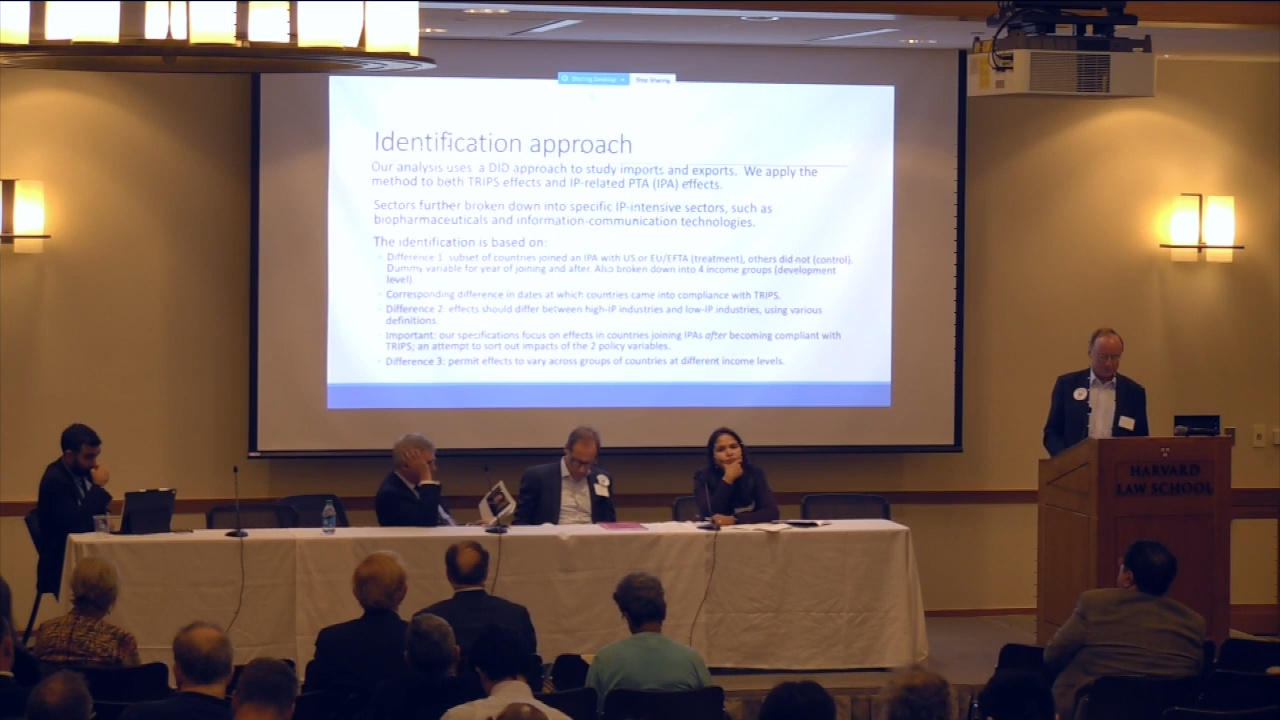 Sharing Desktop
Stop Sharing
Identification approach
Our analysis uses a DID approach to study imports and exports. We apply the
method to both TRIPS effects and IP-related PTA (IPA) effects.
Sectors further broken down into specific IP-intensive sectors, such as
biopharmaceuticals and information-communication technologies.
The identification is based on:
Difference 1: subset of countries joined an IPA with US or EU/EFTA (treatment), others did not (control).
Dummy variable for year of joining and after. Also broken down into 4 income groups (development
level)
Corresponding difference in dates at which countries came into compliance with TRIPS.
Difference 2: effects should differ between high-IP industries and low-IP industries, using various
definitions.
Important: our specifications focus on effects in countries joining IPAs after becoming compliant with
TRIPS; an attempt to sort out impacts of the 2 policy variables.
Difference 3: permit effects to vary across groups of countries at different income levels.
HARVARD
LAW SCHOOL